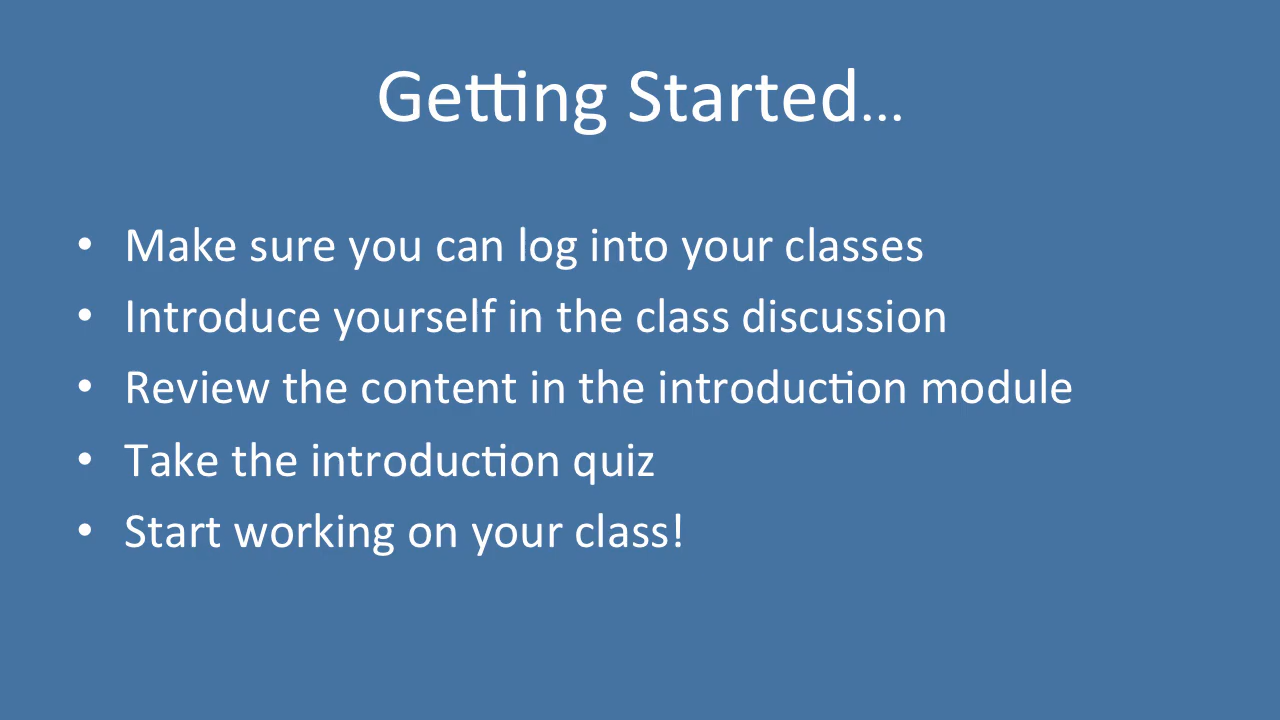 Getting Started...
• Make sure you can log into your classes
• Introduce yourself in the class discussion
• Review the content in the introduction module
• Take the introduction quiz
• Start working on your class!